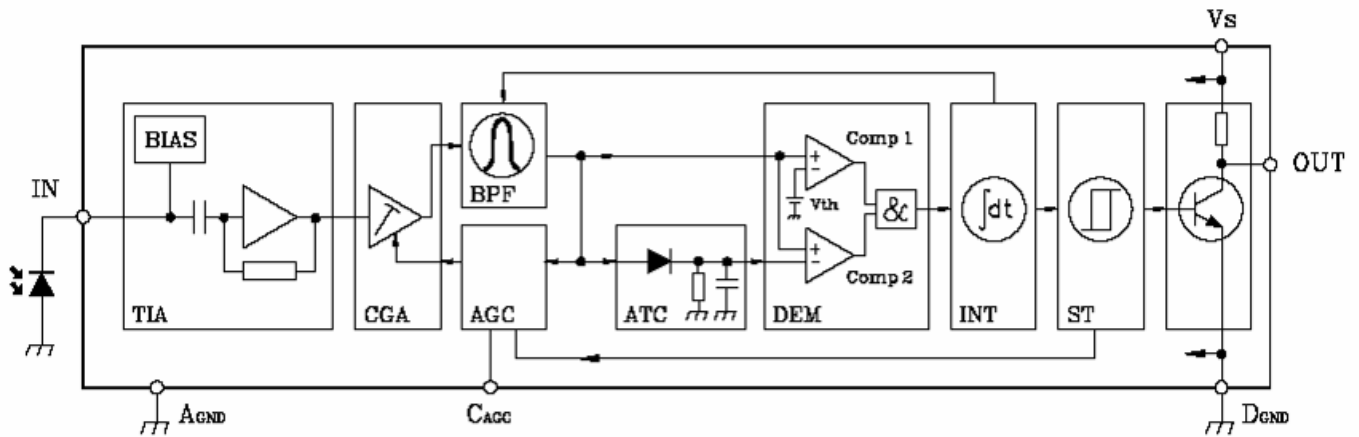 Vs
BIAS
Comp 1
IN
OUT
BPF
Vth
&
∫dt
Comp 2
TIA
CGA
AGC
ATC
DEM
INT
ST
AGND
CAGC
DGND